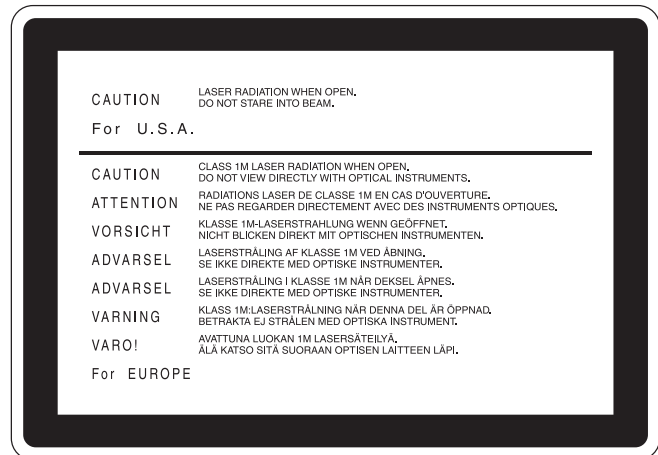 CAUTION LASER RADIATION WHEN OPEN.
DO NOT STARE INTO BEAM.
For U.S.A.
CAUTION CLASS 1M LASER RADIATION WHEN OPEN.
DO NOT VIEW DIRECTLY WITH OPTICAL INSTRUMENTS.
ATTENTION RADIATIONS LASER DE CLASSE 1M EN CAS D'OUVERTURE.
NE PAS REGARDER DIRECTEMENT AVEC DES INSTRUMENTS OPTIQUES.
VORSICHT KLASSE 1M-LASERSTRAHLUNG WENN GEÖFFNET.
NICHT BLICKEN DIREKT MIT OPTISCHEN INSTRUMENTEN.
ADVARSEL LASERSTRÅLING AF KLASSE 1M VED ÅBNING.
SE IKKE DIREKTE MED OPTISKE INSTRUMENTER.
ADVARSEL LASERSTRÅLING I KLASSE 1M NÅR DEKSEL ÅPNES.
SE IKKE DIREKTE MED OPTISKE INSTRUMENTER.
VARNING KLASS 1M:LASERSTRÅLNING NÄR DENNA DEL ÄR ÖPPNAD.
BETRAKTA EJ STRÅLEN MED OPTISKA INSTRUMENT.
VARO! AVATTUNA LUOKAN 1M LASERSÄTEILYÄ.
ÄLÄ KATSO SITÄ SUORAAN OPTISEN LAITTEEN LÄPI.
For EUROPE